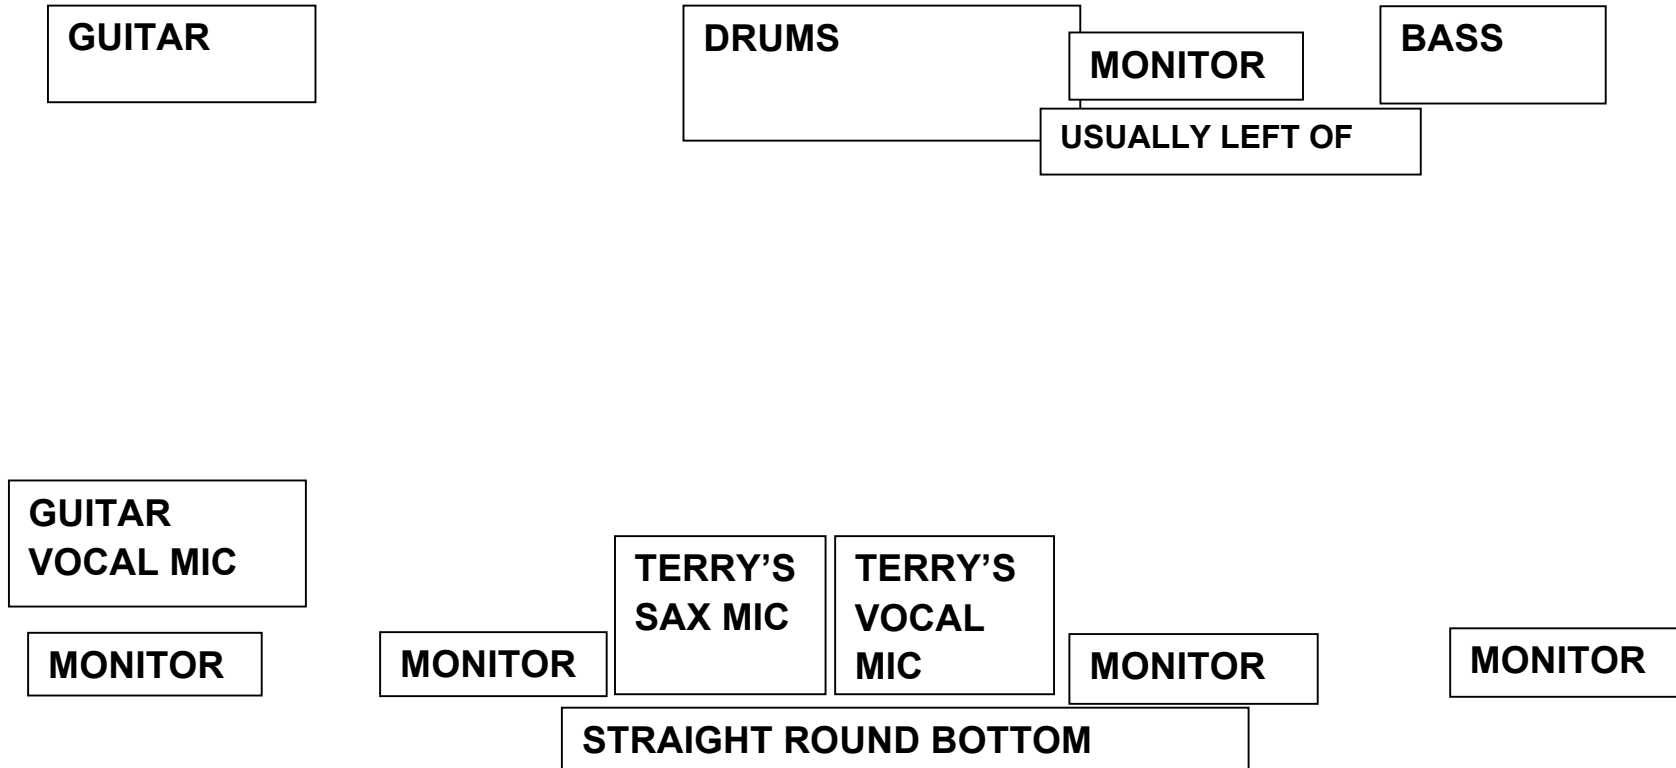 GUITAR
DRUMS
MONITOR
BASS
USUALLY LEFT OF
GUITAR
VOCAL MIC
TERRY’S
SAX MIC
TERRY’S
VOCAL
MIC
MONITOR
MONITOR
MONITOR
MONITOR
STRAIGHT ROUND BOTTOM